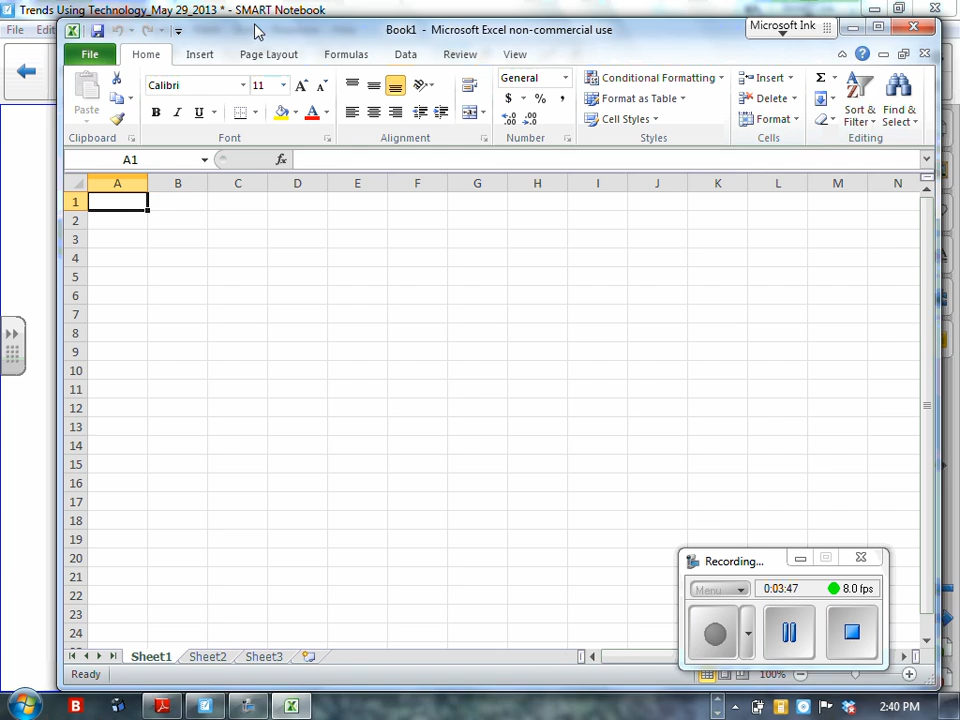 Trends Using Technology_May 29_2013 * - SMART Notebook
File Edit
Book1 - Microsoft Excel non-commercial use
Microsoft Ink
File Home Insert Page Layout Formulas Data Review View
Paste
Calibri 11
B I U
General
$ % ,
Conditional Formatting
Format as Table
Cell Styles
Insert
Delete
Format
Σ
Sort & Filter
Find & Select
Clipboard Font Alignment Number Styles Cells Editing
A1 fx
A B C D E F G H I J K L M N
1
2
3
4
5
6
7
8
9
10
11
12
13
14
15
16
17
18
19
20
21
22
23
24
Recording...
Menu 0:03:47 8.0 fps
Sheet1 Sheet2 Sheet3
Ready 100%
B 2:40 PM